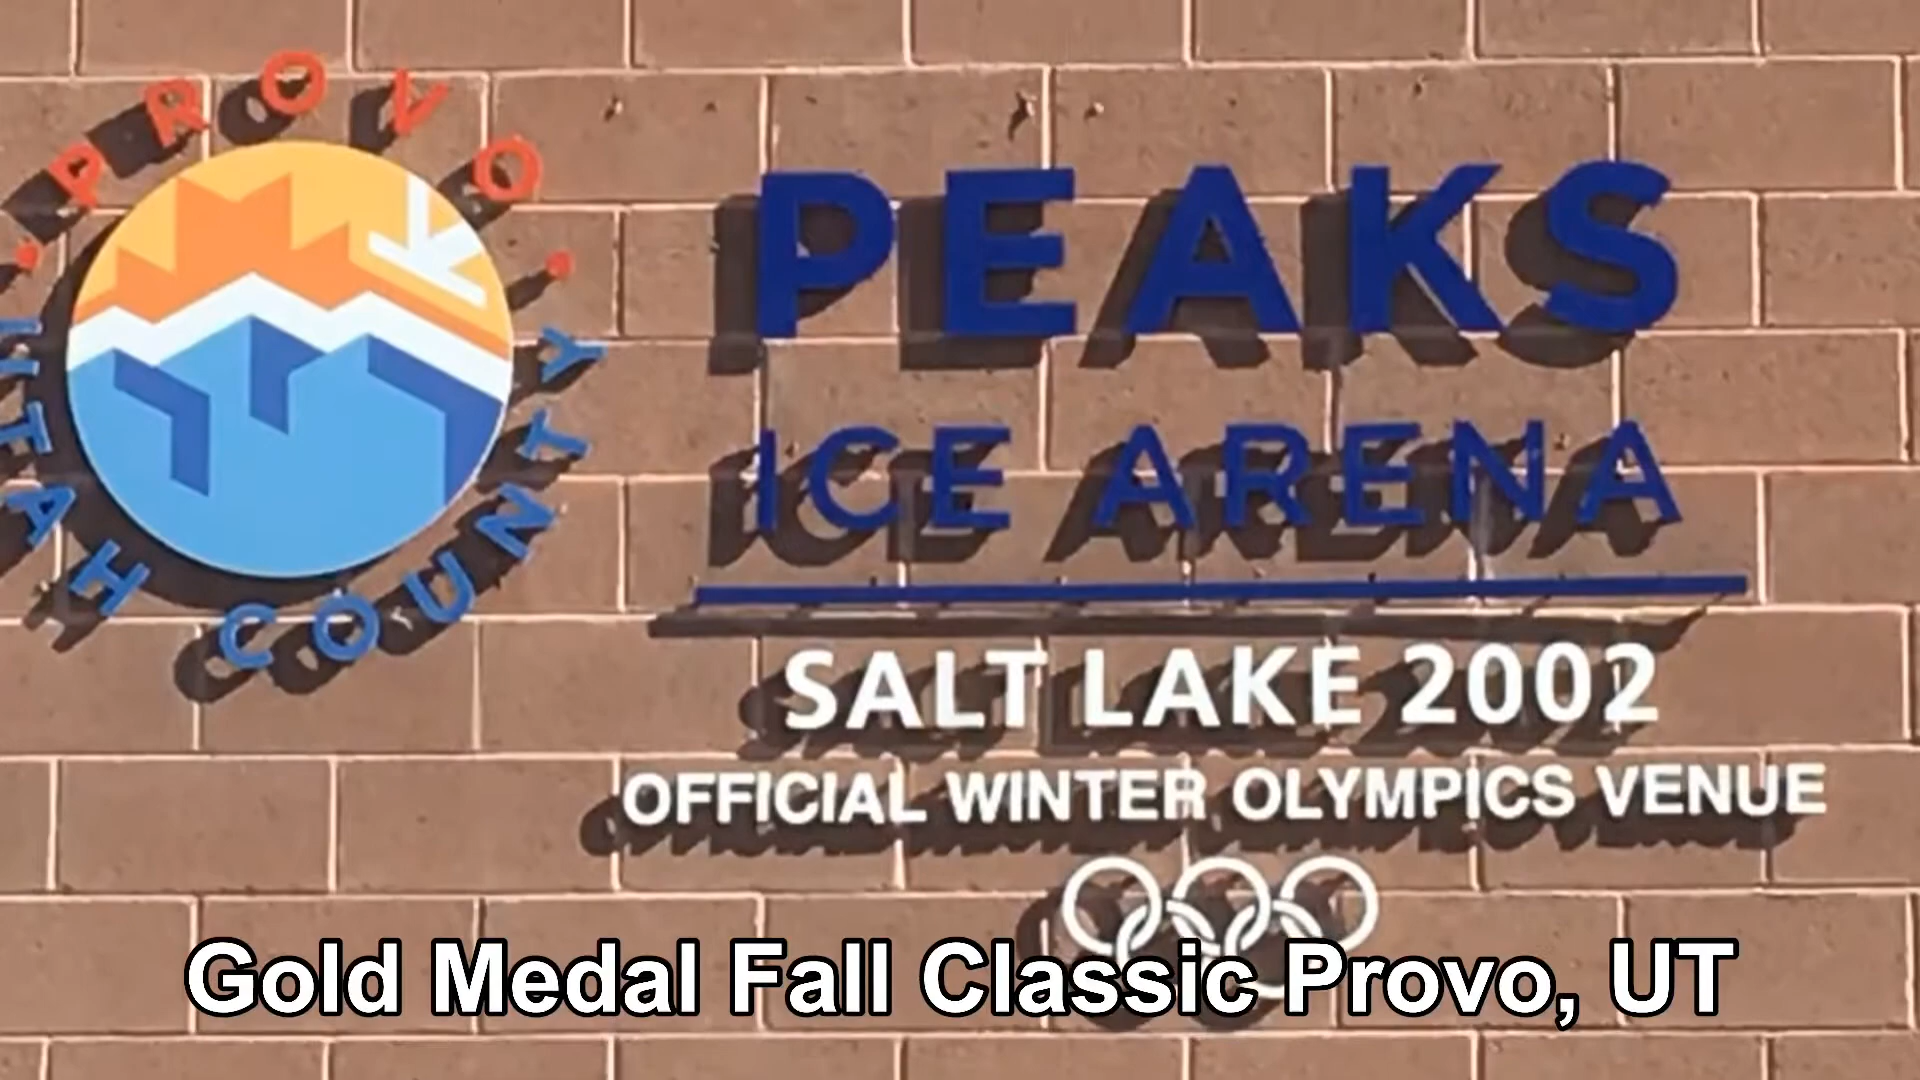 PROVO
UTAH COUNTY
PEAKS
ICE ARENA
SALT LAKE 2002
OFFICIAL WINTER OLYMPICS VENUE
Gold Medal Fall Classic Provo, UT